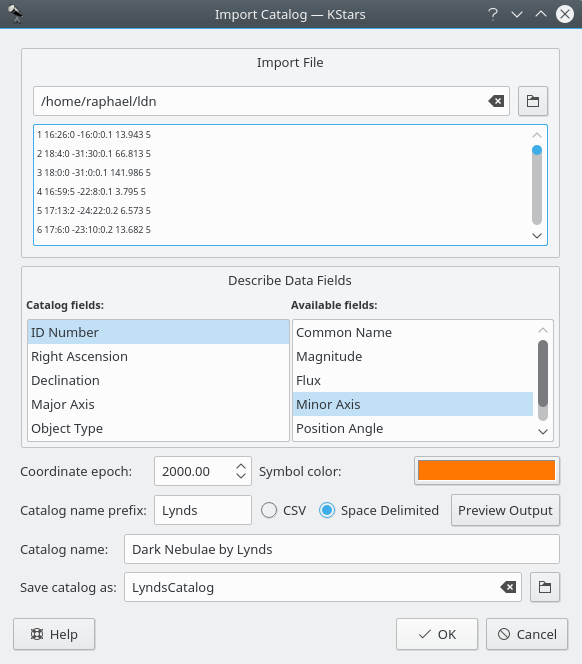 Import Catalog — KStars
Import File
/home/raphael/ldn
1 16:26:0 -16:0:0.1 13.943 5
2 18:4:0 -31:30:0.1 66.813 5
3 18:0:0 -31:0:0.1 141.986 5
4 16:59:5 -22:8:0.1 3.795 5
5 17:13:2 -24:22:0.2 6.573 5
6 17:6:0 -23:10:0.2 13.682 5
Describe Data Fields
Catalog fields: Available fields:
ID Number Common Name
Right Ascension Magnitude
Declination Flux
Major Axis Minor Axis
Object Type Position Angle
Coordinate epoch: 2000.00 Symbol color:
Catalog name prefix: Lynds CSV Space Delimited Preview Output
Catalog name: Dark Nebulae by Lynds
Save catalog as: LyndsCatalog
Help OK Cancel